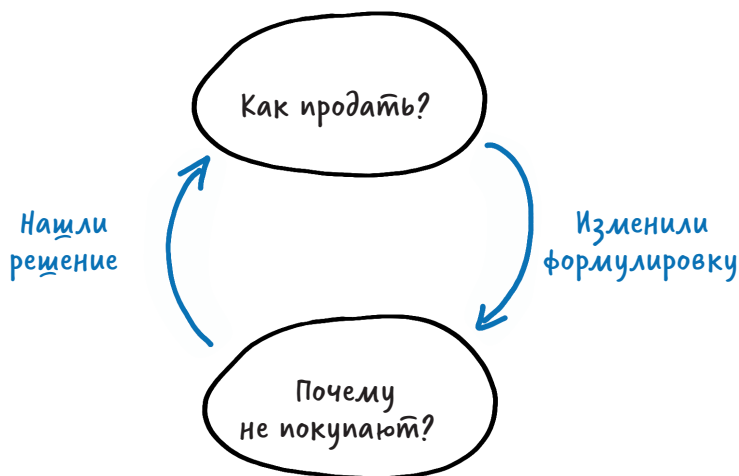 Как продать?
Нашли
решение
Изменили
формулировку
Почему
не покупают?